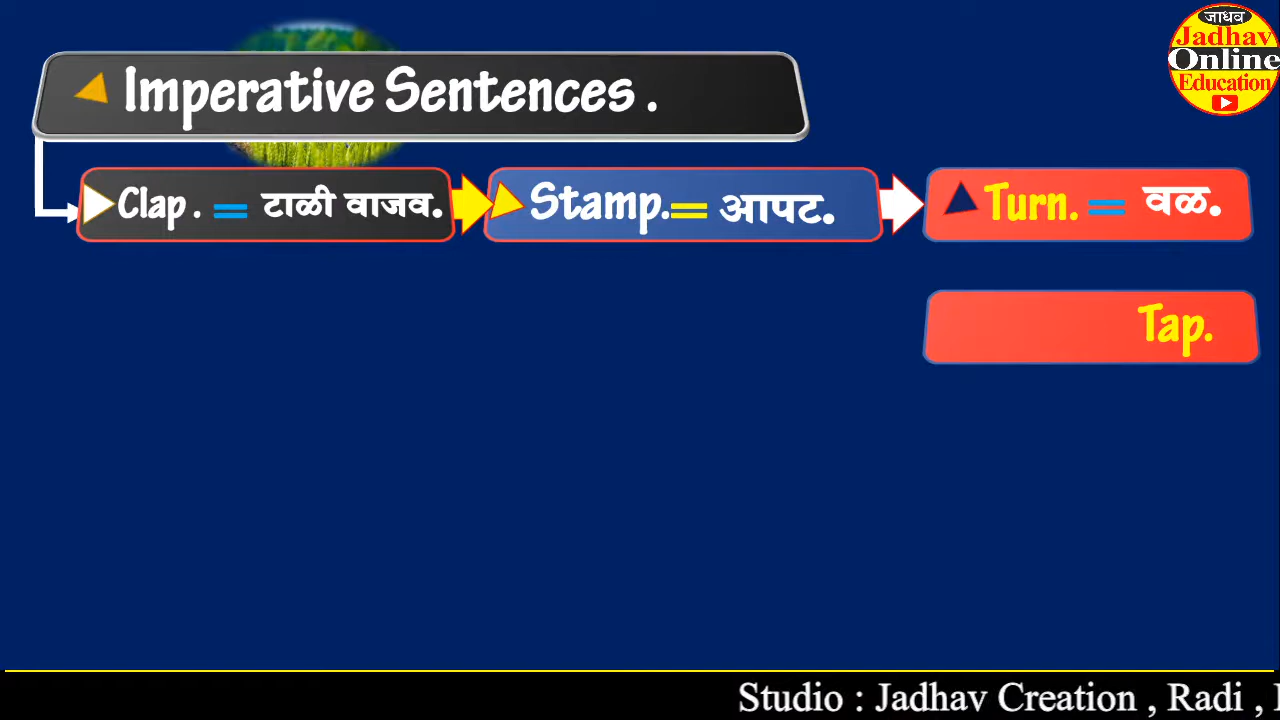 जाधव
Jadhav
Online
Education
Imperative Sentences .
Clap . = टाळी वाजव.
Stamp. = आपट.
Turn. = वळ.
Tap.
Studio : Jadhav Creation , Radi ,